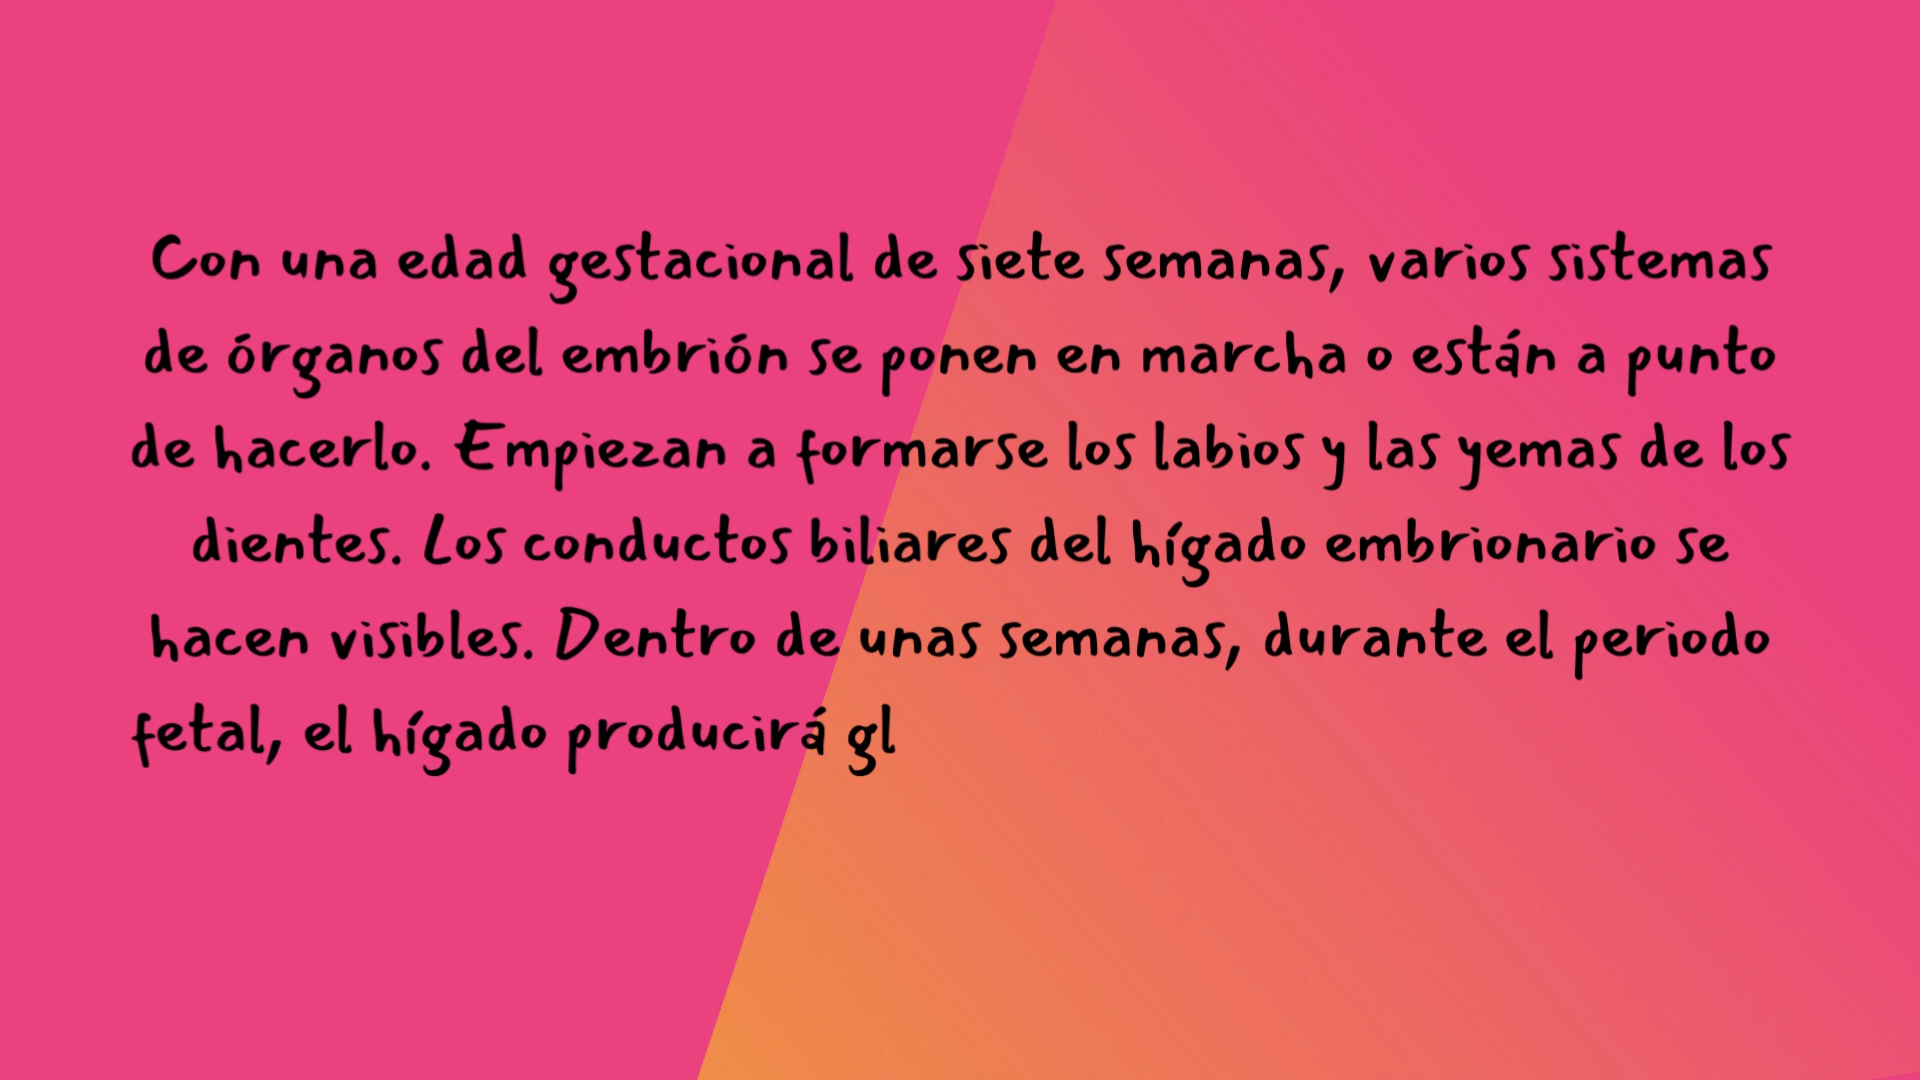 Con una edad gestacional de siete semanas, varios sistemas
de órganos del embrión se ponen en marcha o están a punto
de hacerlo. Empiezan a formarse los labios y las yemas de los
dientes. Los conductos biliares del hígado embrionario se
hacen visibles. Dentro de unas semanas, durante el periodo
fetal, el hígado producirá gl